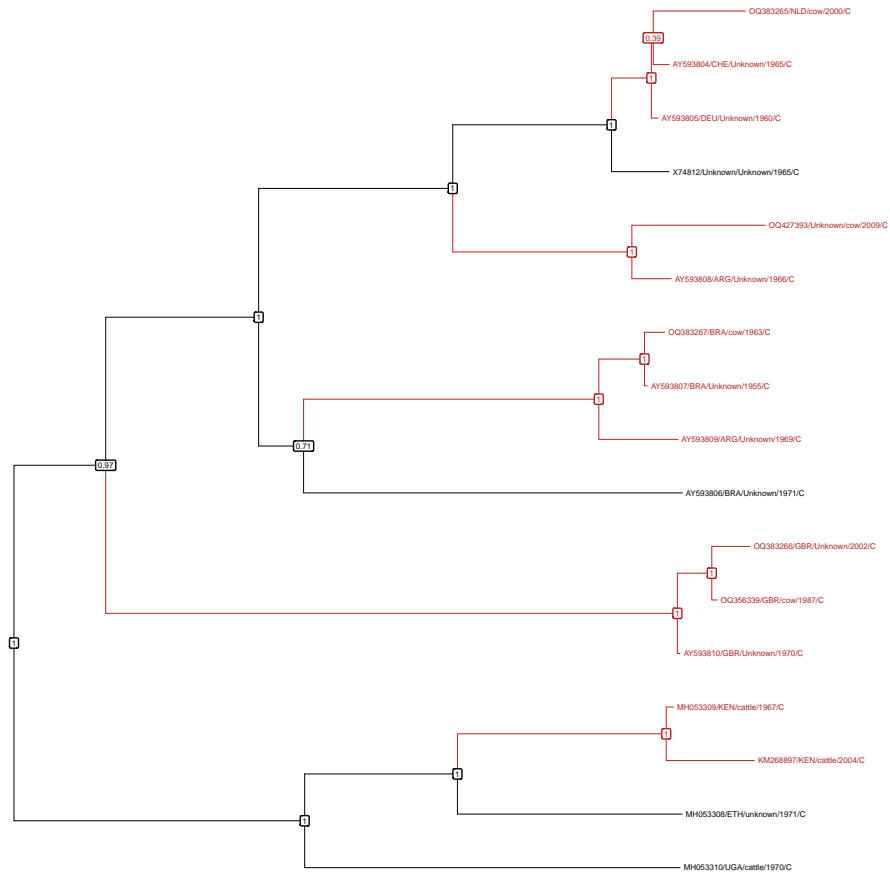 OQ383265/NLD/cow/2000/C
0.39
AY593804/CHE/Unknown/1965/C
1
AY593805/DEU/Unknown/1960/C
1
X74812/Unknown/Unknown/1965/C
1
OQ427393/Unknown/cow/2009/C
1
AY593808/ARG/Unknown/1966/C
1
OQ383267/BRA/cow/1963/C
1
AY593807/BRA/Unknown/1955/C
1
AY593809/ARG/Unknown/1969/C
0.71
0.97
AY593806/BRA/Unknown/1971/C
OQ383266/GBR/Unknown/2002/C
1
OQ356339/GBR/cow/1987/C
1
1
AY593810/GBR/Unknown/1970/C
MH053309/KEN/cattle/1967/C
1
KM268897/KEN/cattle/2004/C
1
MH053308/ETH/unknown/1971/C
1
MH053310/UGA/cattle/1970/C